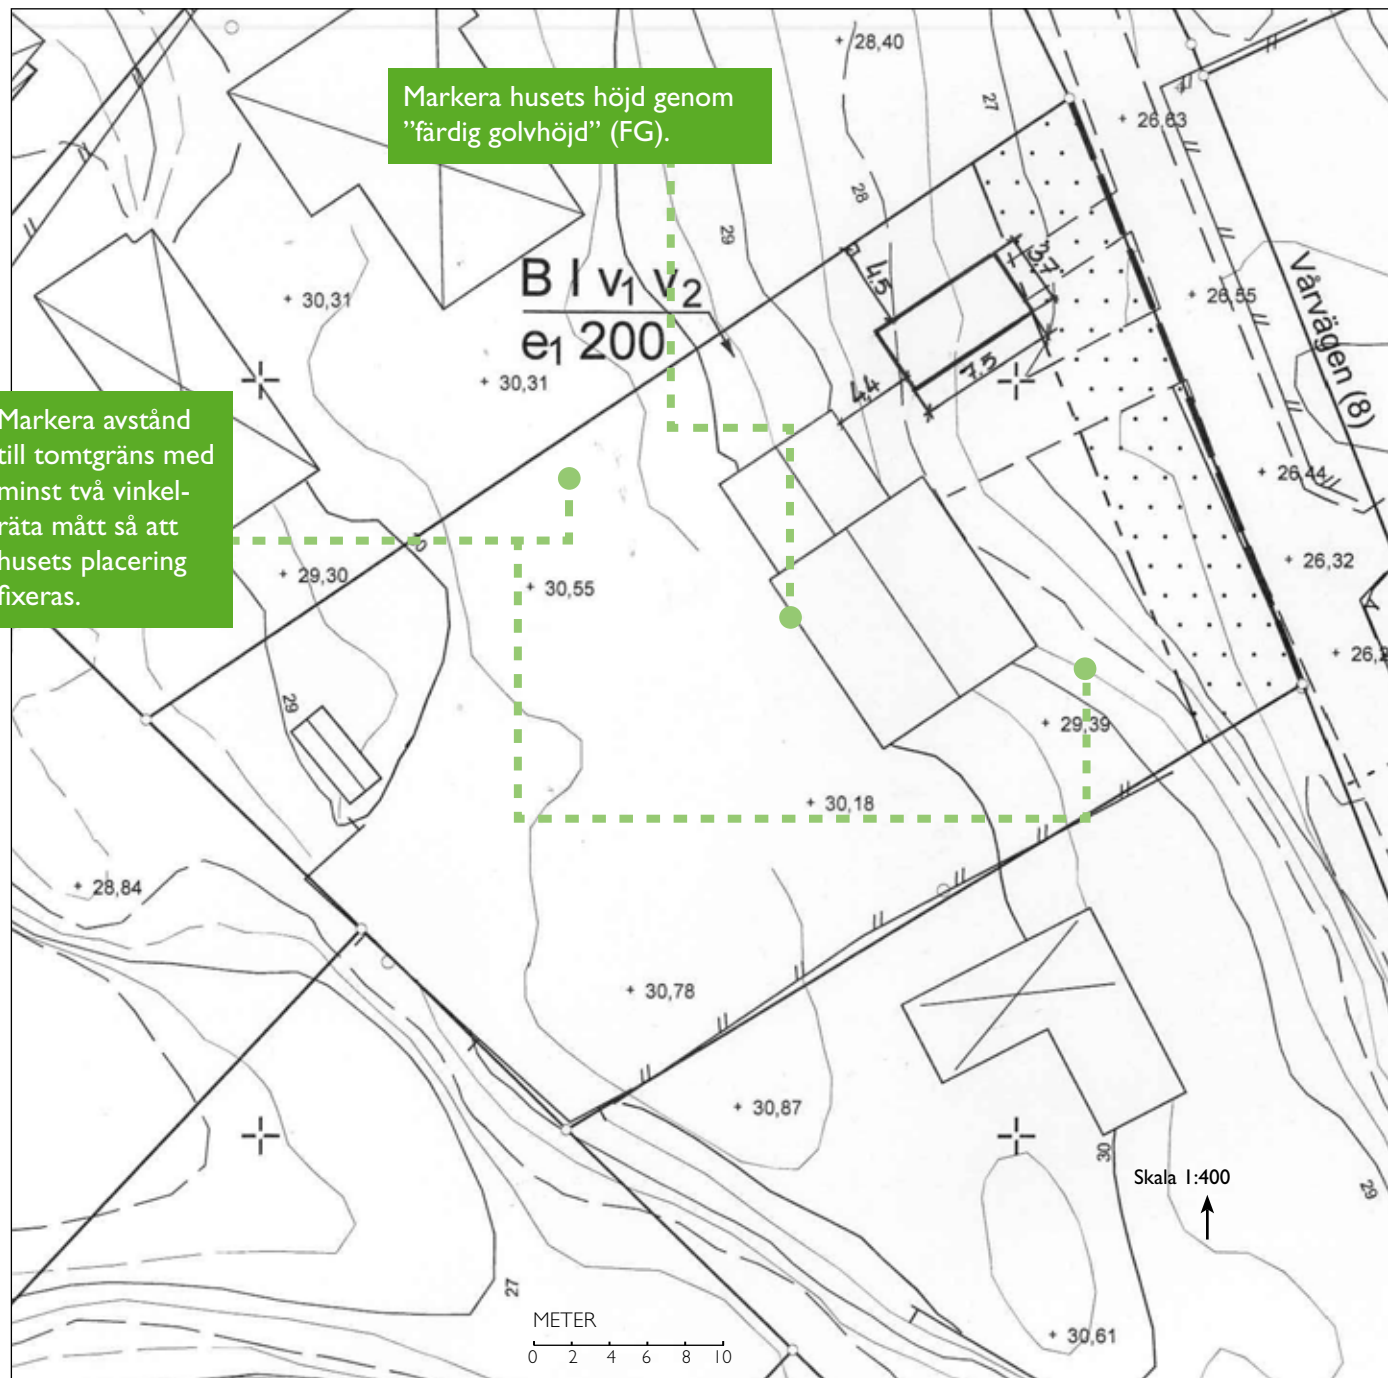 28,40
Markera husets höjd genom
”färdig golvhöjd” (FG).
27
26,63
28
29
B I v1 v2
e1 200
4,5
3,7
30,31
26,55
Vårvägen (8)
30,31
7,5
4,4
Markera avstånd
till tomtgräns med
minst två vinkel-
räta mått så att
husets placering
fixeras.
26,44
26,32
29,30
30,55
26,2
29
29,39
30,18
28,84
30,78
30,87
30
Skala 1:400
29
27
METER
0 2 4 6 8 10
30,61